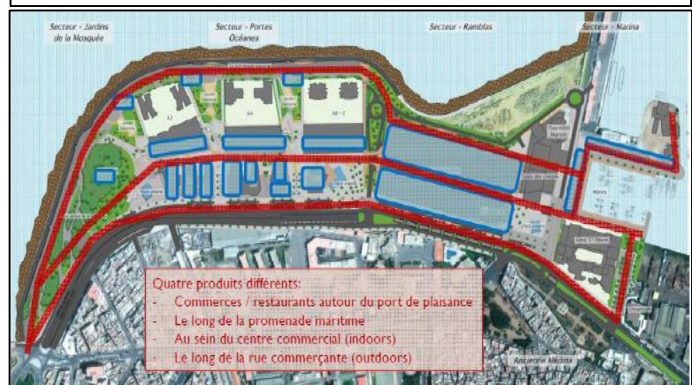 Secteur - Jardins
de la Mosquée
Secteur - Portes
Océanes
Secteur - Ramblas
Secteur - Marina
Marina
Quatre produits différents:
- Commerces / restaurants autour du port de plaisance
- Le long de la promenade maritime
- Au sein du centre commercial (indoors)
- Le long de la rue commerçante (outdoors)
Ancienne Médina